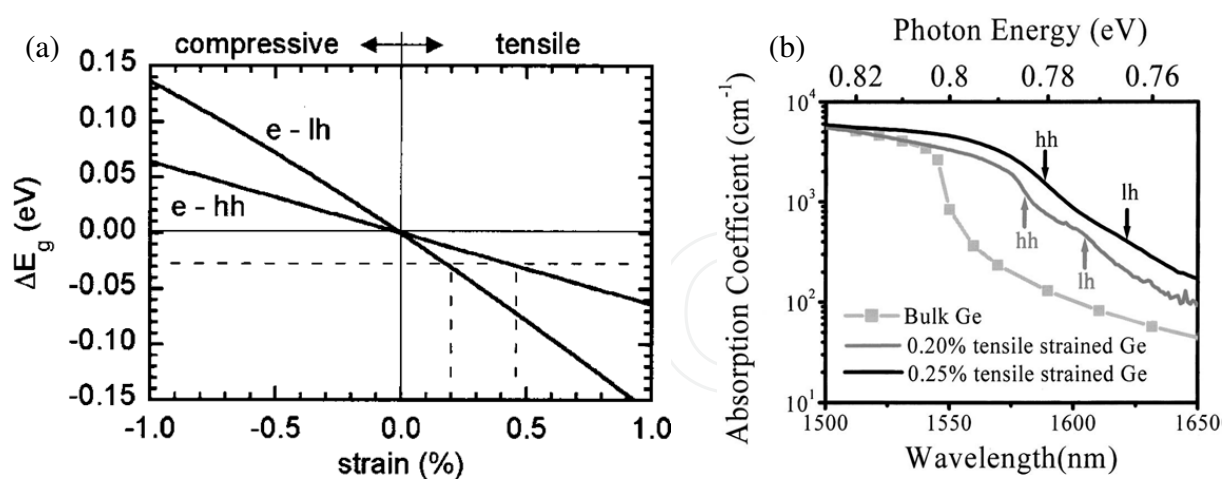 (a)
compressive
tensile
0.15
0.10
0.05
0.00
-0.05
-0.10
-0.15
ΔE_g (eV)
e - lh
e - hh
-1.0 -0.5 0.0 0.5 1.0
strain (%)
(b)
Photon Energy (eV)
0.82 0.8 0.78 0.76
10^4
10^3
10^2
10^1
Absorption Coefficient (cm^-1)
hh
lh
hh
lh
Bulk Ge
0.20% tensile strained Ge
0.25% tensile strained Ge
1500 1550 1600 1650
Wavelength(nm)